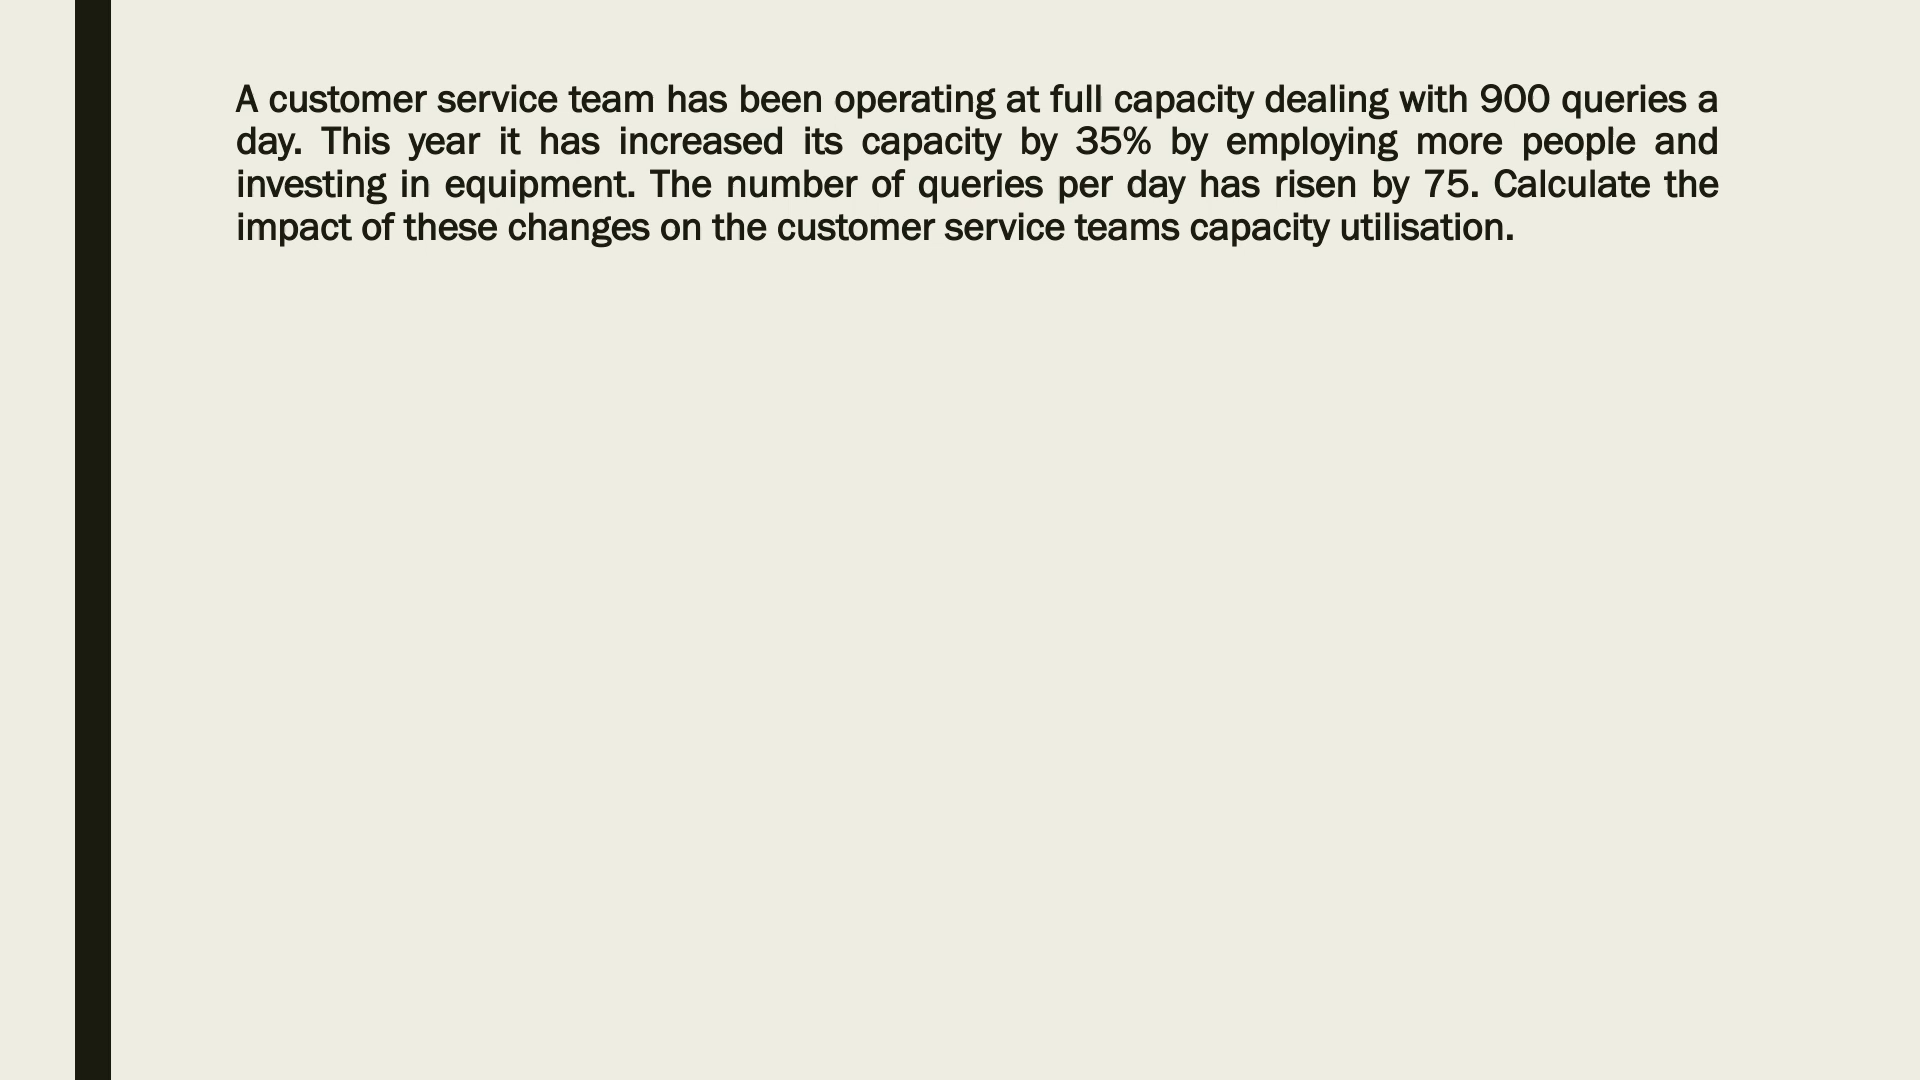 A customer service team has been operating at full capacity dealing with 900 queries a
day. This year it has increased its capacity by 35% by employing more people and
investing in equipment. The number of queries per day has risen by 75. Calculate the
impact of these changes on the customer service teams capacity utilisation.